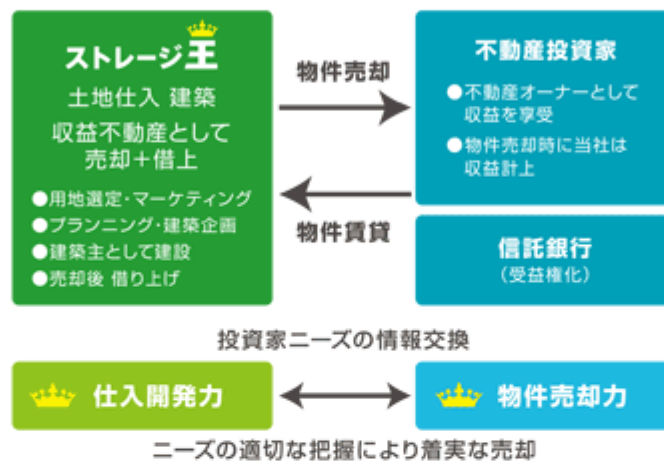 ストレージ王
土地仕入 建築
収益不動産として
売却＋借上
●用地選定・マーケティング
●プランニング・建築企画
●建築主として建設
●売却後 借り上げ
物件売却
物件賃貸
不動産投資家
●不動産オーナーとして
収益を享受
●物件売却時に当社は
収益計上
信託銀行
（受益権化）
投資家ニーズの情報交換
仕入開発力
物件売却力
ニーズの適切な把握により着実な売却